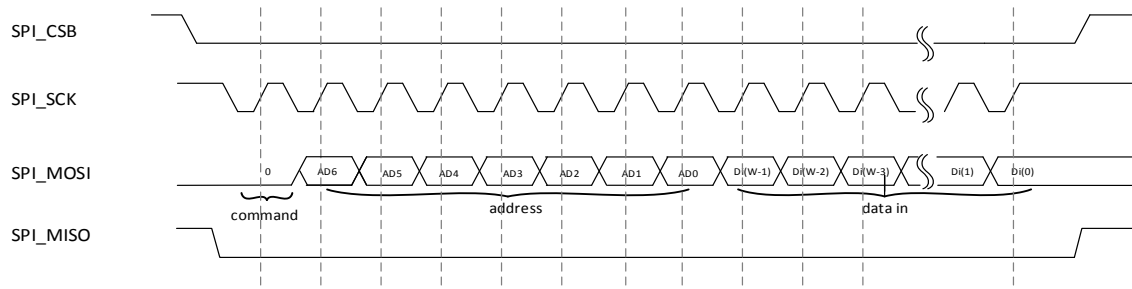 SPI_CSB
SPI_SCK
SPI_MOSI
0 AD6 AD5 AD4 AD3 AD2 AD1 AD0 Di(W-1) Di(W-2) Di(W-3) Di(1) Di(0)
command address data in
SPI_MISO